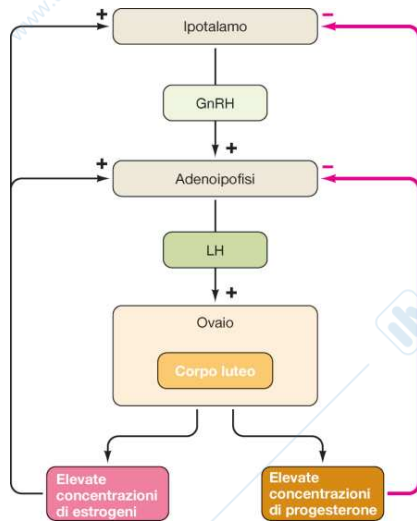 +
Ipotalamo
−
GnRH
+
+
Adenoipofisi
−
LH
+
Ovaio
Corpo luteo
Elevate
concentrazioni
di estrogeni
Elevate
concentrazioni
di progesterone